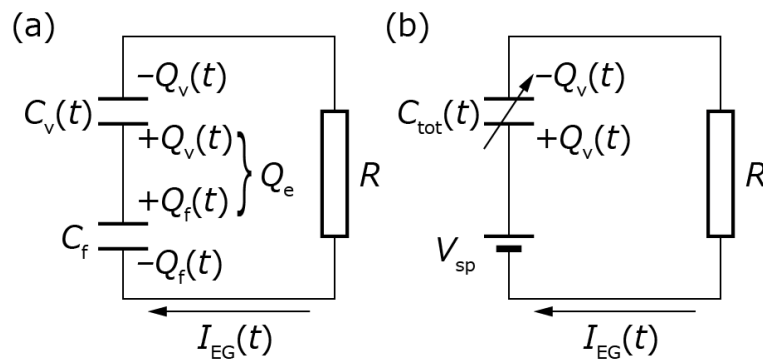 (a)
−Q_v(t)
C_v(t)
+Q_v(t)
Q_e
R
+Q_f(t)
C_f
−Q_f(t)
I_EG(t)
(b)
−Q_v(t)
C_tot(t)
+Q_v(t)
R
V_sp
I_EG(t)